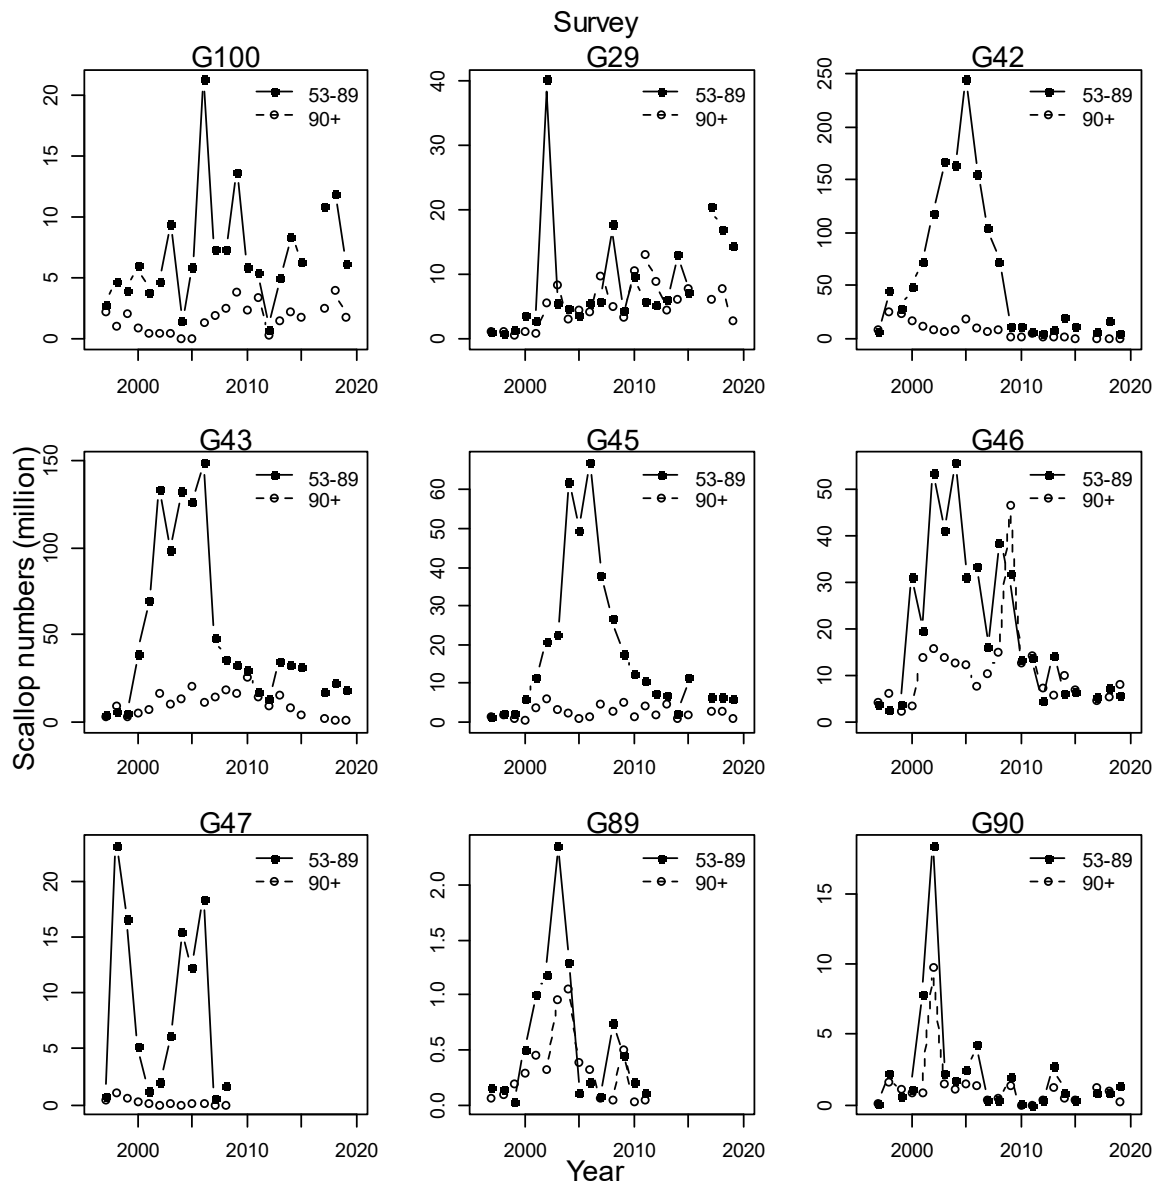 Survey
G100 G29 G42
53-89 53-89 53-89
90+ 90+ 90+
0 5 10 15 20
0 10 20 30 40
0 50 100 150 200 250
2000 2010 2020 2000 2010 2020 2000 2010 2020
G43 G45 G46
53-89 53-89 53-89
90+ 90+ 90+
0 50 100 150
0 10 20 30 40 50 60
0 10 20 30 40 50
Scallop numbers (million)
2000 2010 2020 2000 2010 2020 2000 2010 2020
G47 G89 G90
53-89 53-89 53-89
90+ 90+ 90+
0 5 10 15 20
0.0 0.5 1.0 1.5 2.0
0 5 10 15
2000 2010 2020 2000 2010 2020 2000 2010 2020
Year